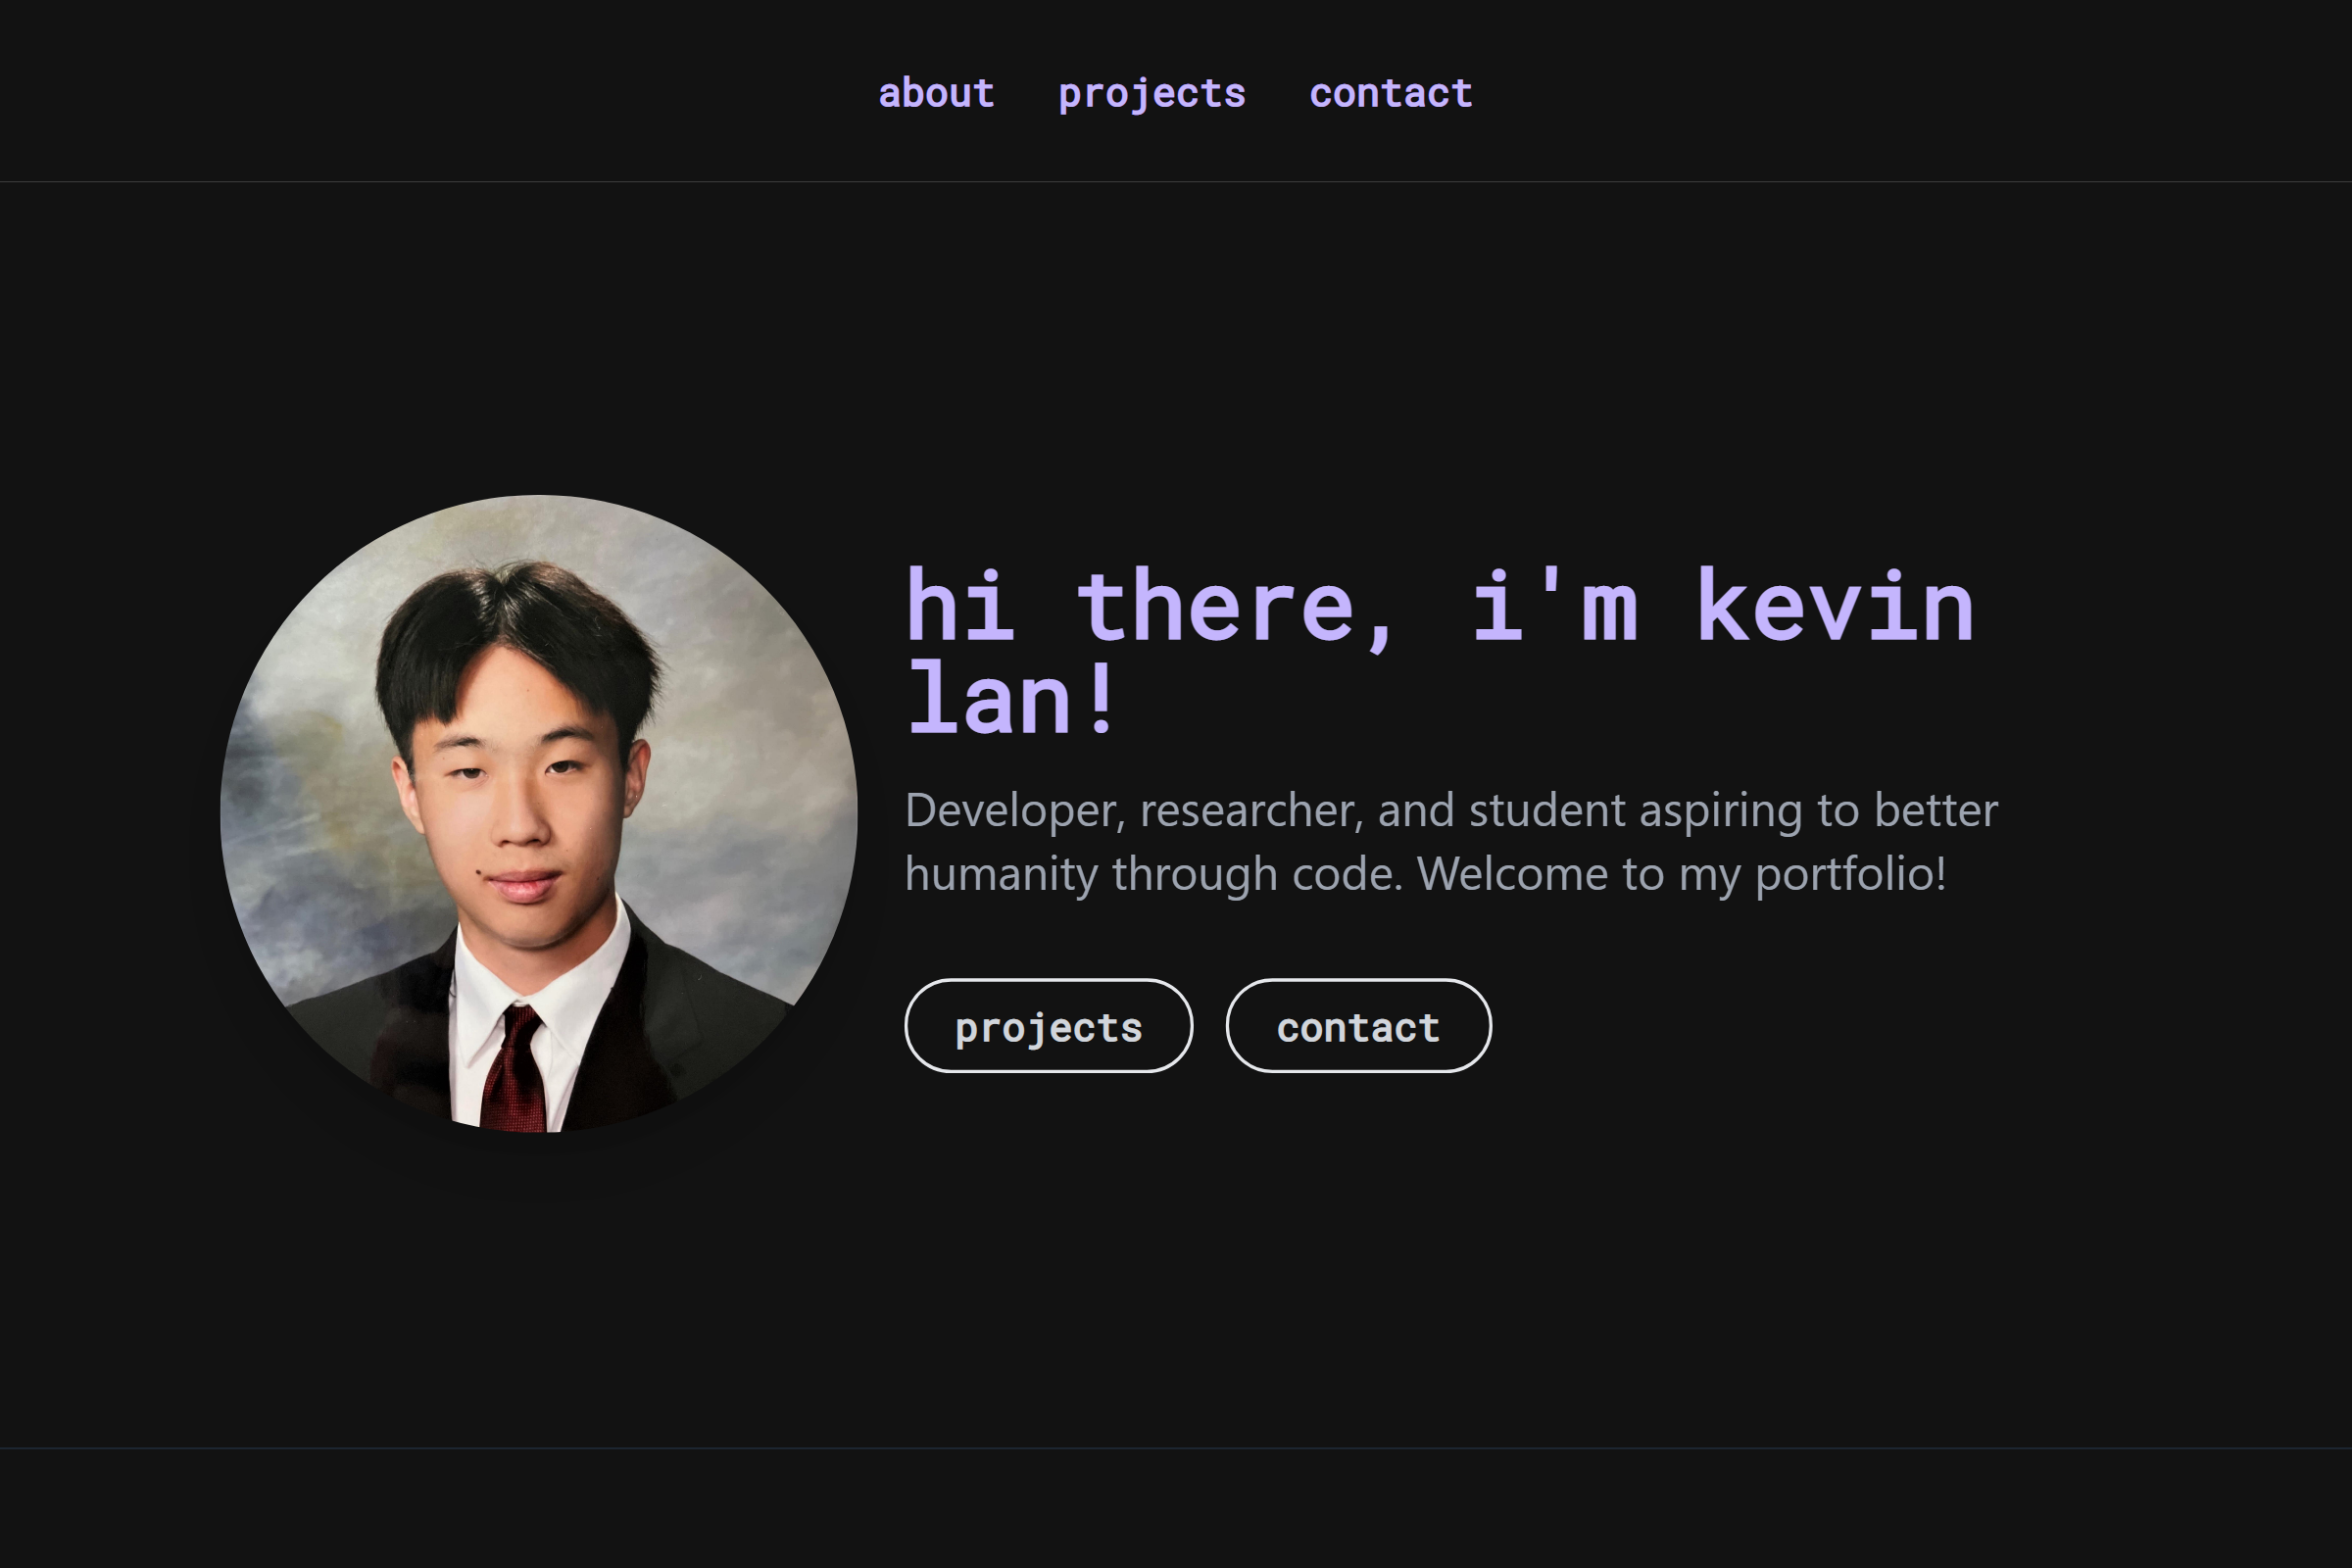 about projects contact
hi there, i'm kevin
lan!
Developer, researcher, and student aspiring to better
humanity through code. Welcome to my portfolio!
projects contact